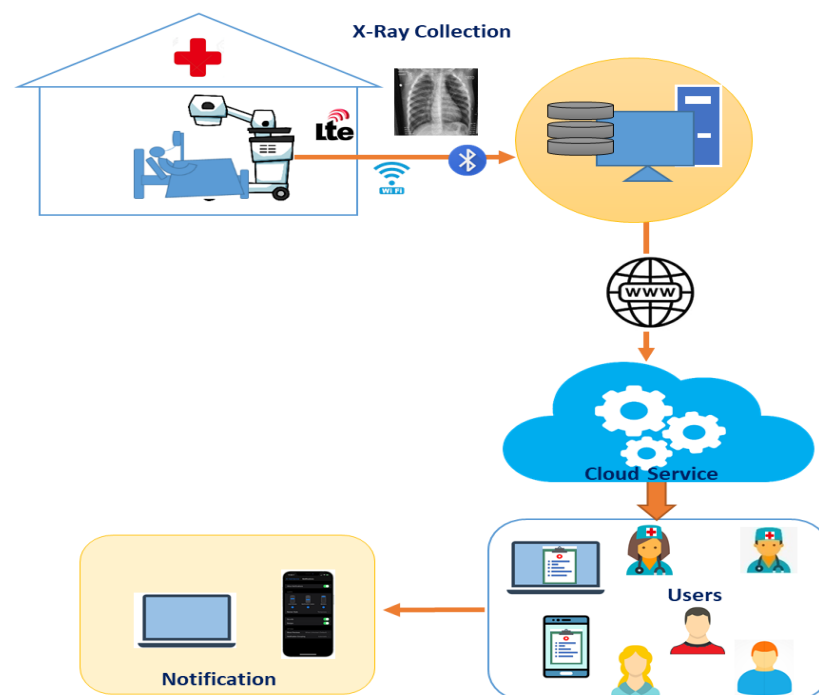 X-Ray Collection
Lte
Wi Fi
WWW
Cloud Service
Users
Notification